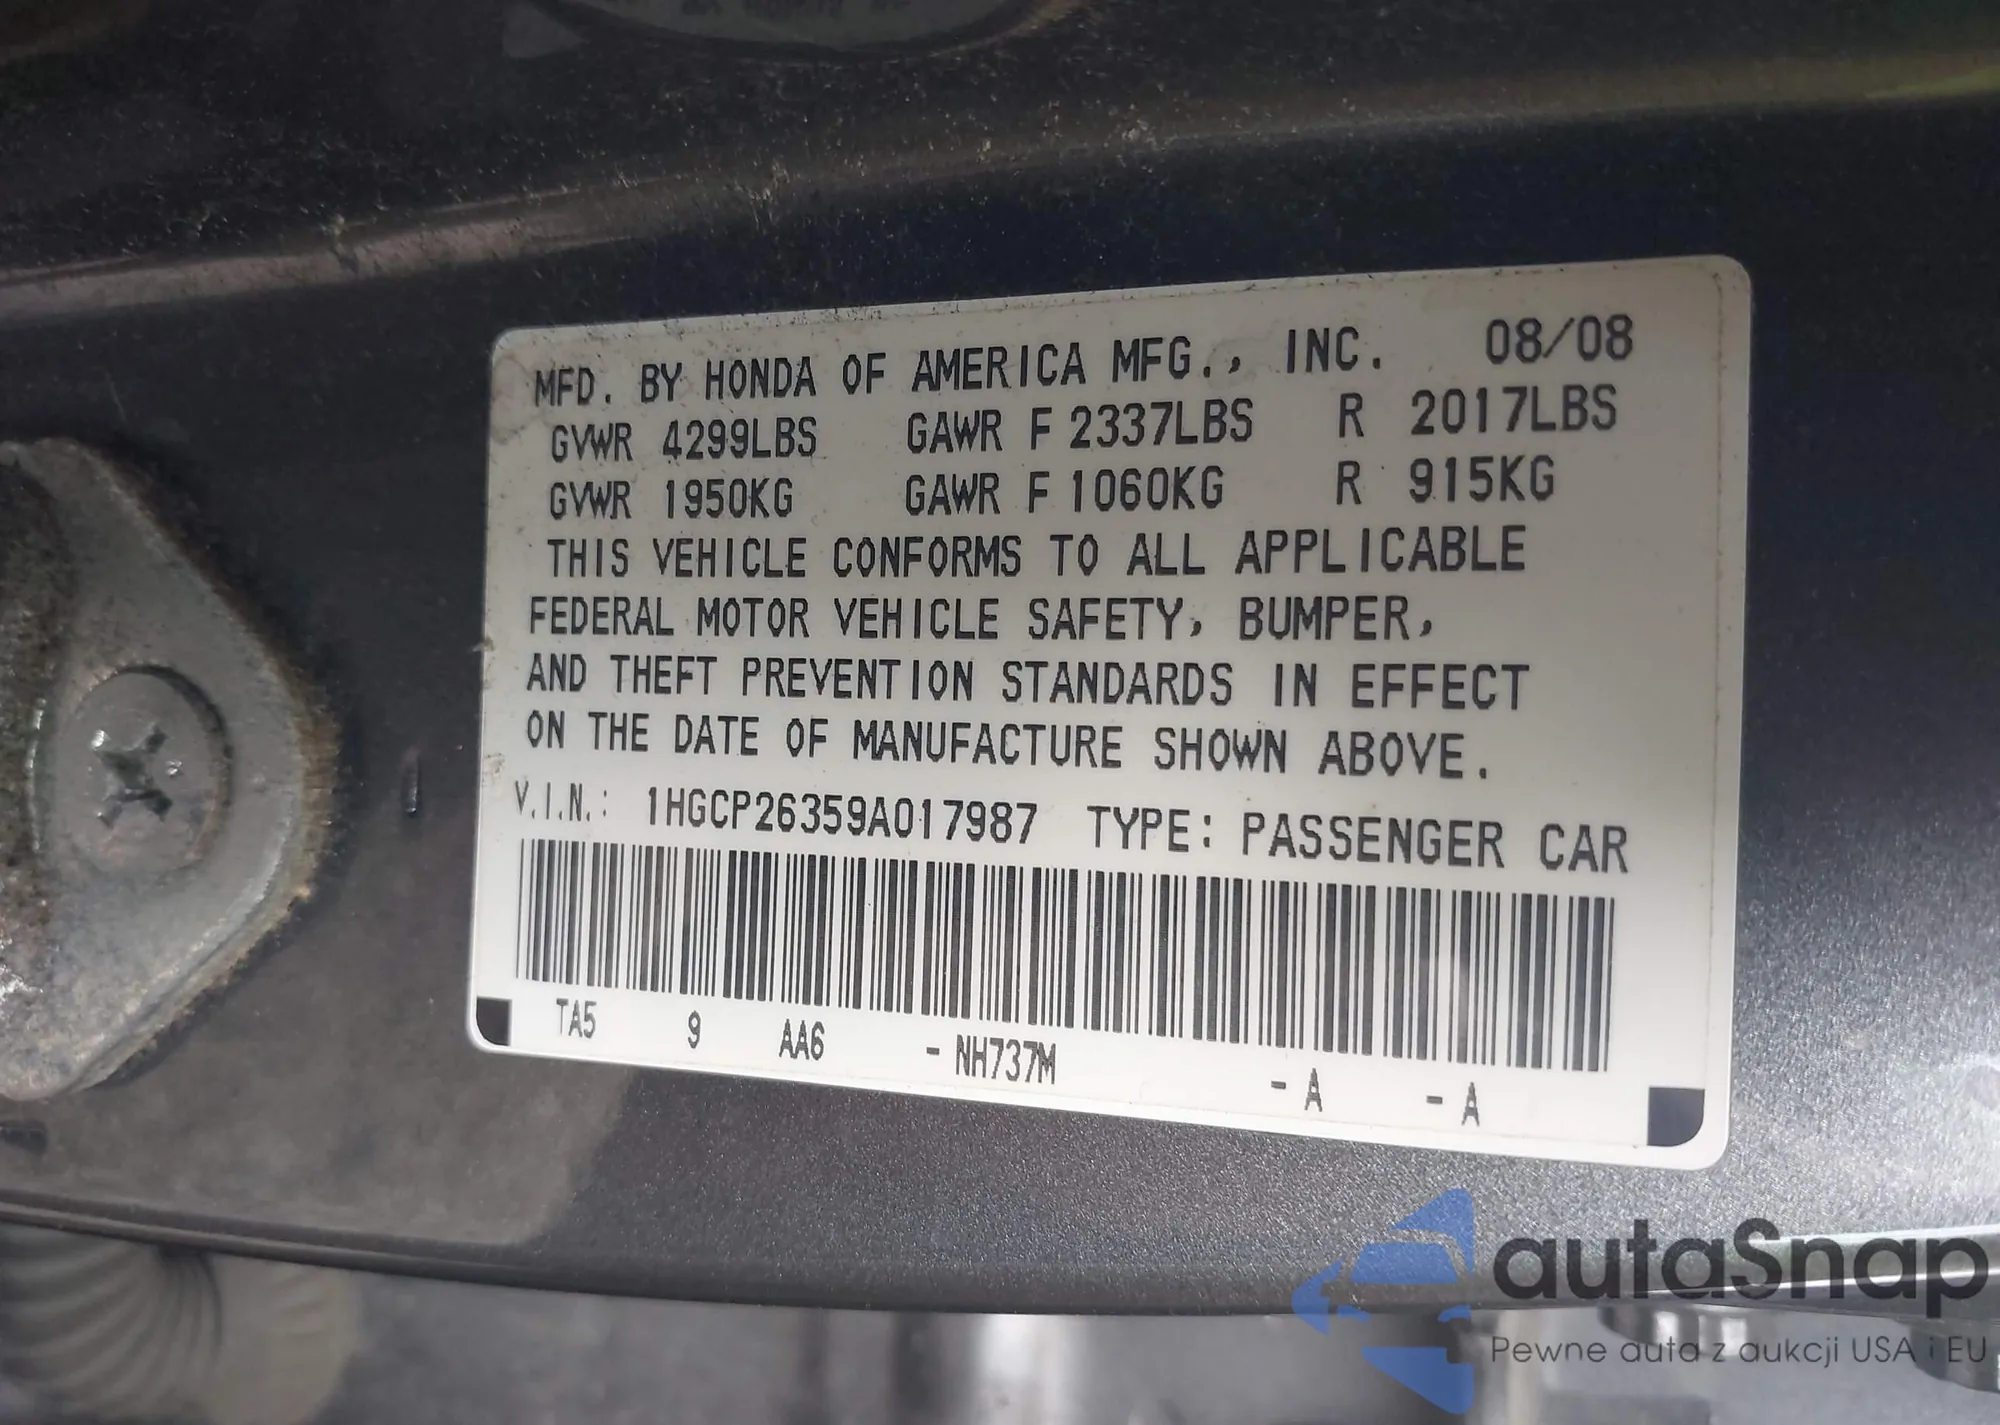 MFD. BY HONDA OF AMERICA MFG., INC. 08/08
GVWR 4299LBS GAWR F 2337LBS R 2017LBS
GVWR 1950KG GAWR F 1060KG R 915KG
THIS VEHICLE CONFORMS TO ALL APPLICABLE
FEDERAL MOTOR VEHICLE SAFETY, BUMPER,
AND THEFT PREVENTION STANDARDS IN EFFECT
ON THE DATE OF MANUFACTURE SHOWN ABOVE.
V.I.N.: 1HGCP26359A017987 TYPE: PASSENGER CAR
TA5 9 AA6 - NH737M - A - A
autaSnap
Pewne auta z aukcji USA i EU